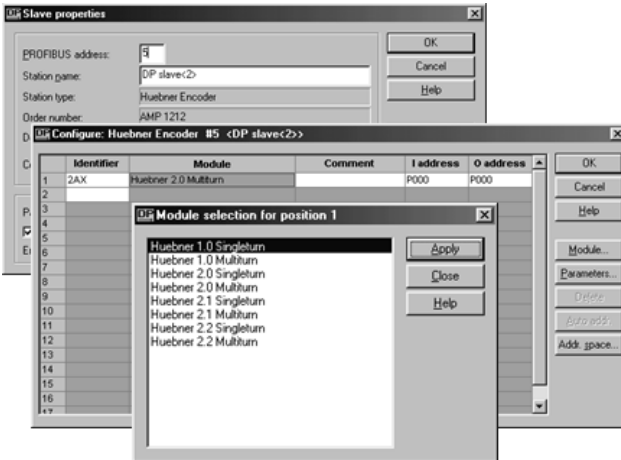 Slave properties
PROFIBUS address: 5
OK
Station name: DP slave<2>
Cancel
Station type: Huebner Encoder
Help
Order number: AMP 1212
D
Configure: Huebner Encoder #5 <DP slave<2>>
Identifier Module Comment I address O address
OK
1 2AX Huebner 2.0 Multiturn P000 P000
Cancel
2
3
Help
4
5
6
Module...
7
Parameters...
8
9
Delete
10
Auto addr.
11
12
Addr. space...
13
14
15
16
17
Module selection for position 1
Huebner 1.0 Singleturn
Apply
Huebner 1.0 Multiturn
Huebner 2.0 Singleturn
Close
Huebner 2.0 Multiturn
Huebner 2.1 Singleturn
Help
Huebner 2.1 Multiturn
Huebner 2.2 Singleturn
Huebner 2.2 Multiturn